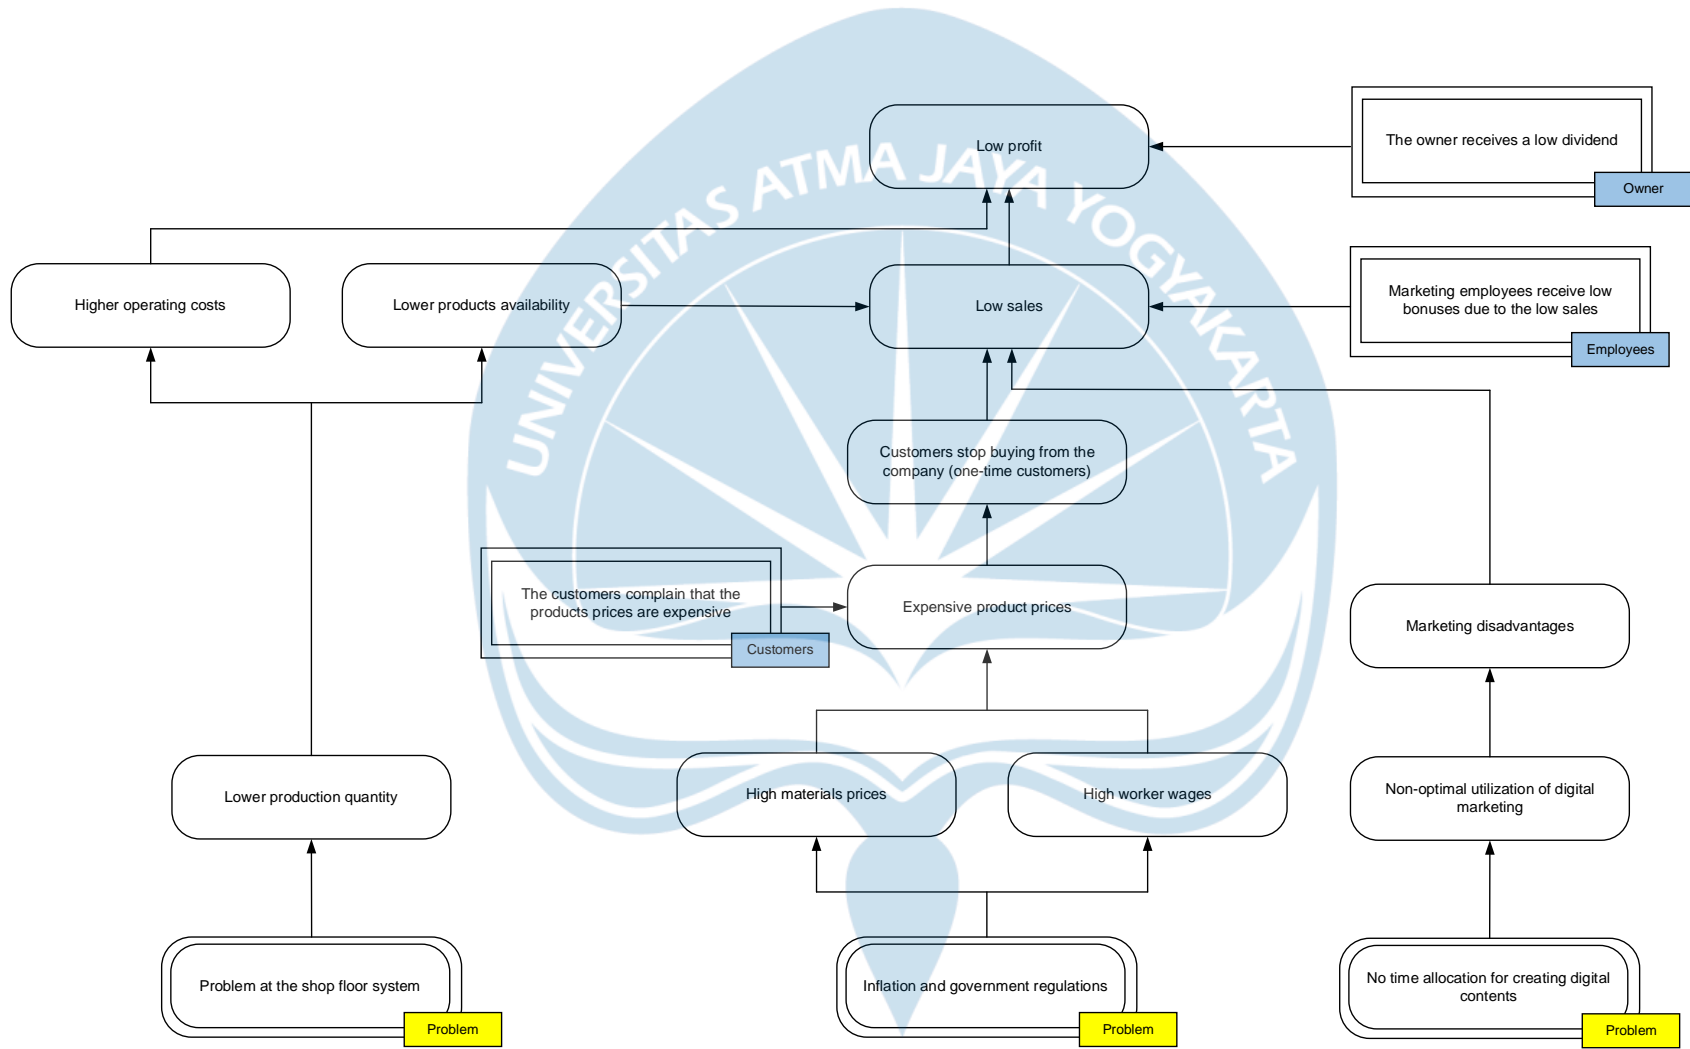 UNIVERSITAS ATMA JAYA YOGYAKARTA
Low profit
The owner receives a low dividend
Owner
Higher operating costs
Lower products availability
Low sales
Marketing employees receive low
bonuses due to the low sales
Employees
Customers stop buying from the
company (one-time customers)
The customers complain that the
products prices are expensive
Customers
Expensive product prices
Marketing disadvantages
Lower production quantity
High materials prices
High worker wages
Non-optimal utilization of digital
marketing
Problem at the shop floor system
Problem
Inflation and government regulations
Problem
No time allocation for creating digital
contents
Problem